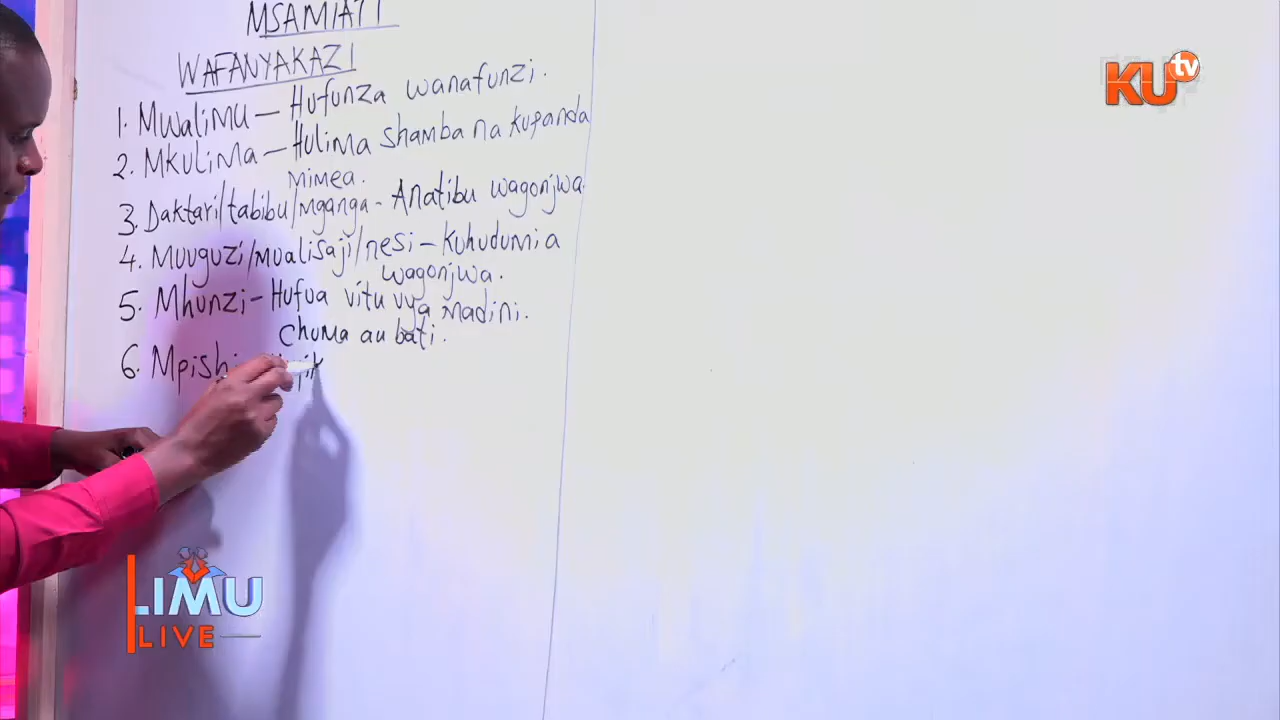 MSAMIATI
WAFANYAKAZI
1. Mwalimu – Hufunza wanafunzi.
2. Mkulima – Hulima shamba na kupanda
mimea.
3. Daktari/tabibu/mganga - Anatibu wagonjwa.
4. Muuguzi/mualisaji/nesi – Kuhudumia
wagonjwa.
5. Mhunzi – Hufua vitu vya madini.
Chuma au bati.
6. Mpishi
KU tv
LIMU
LIVE